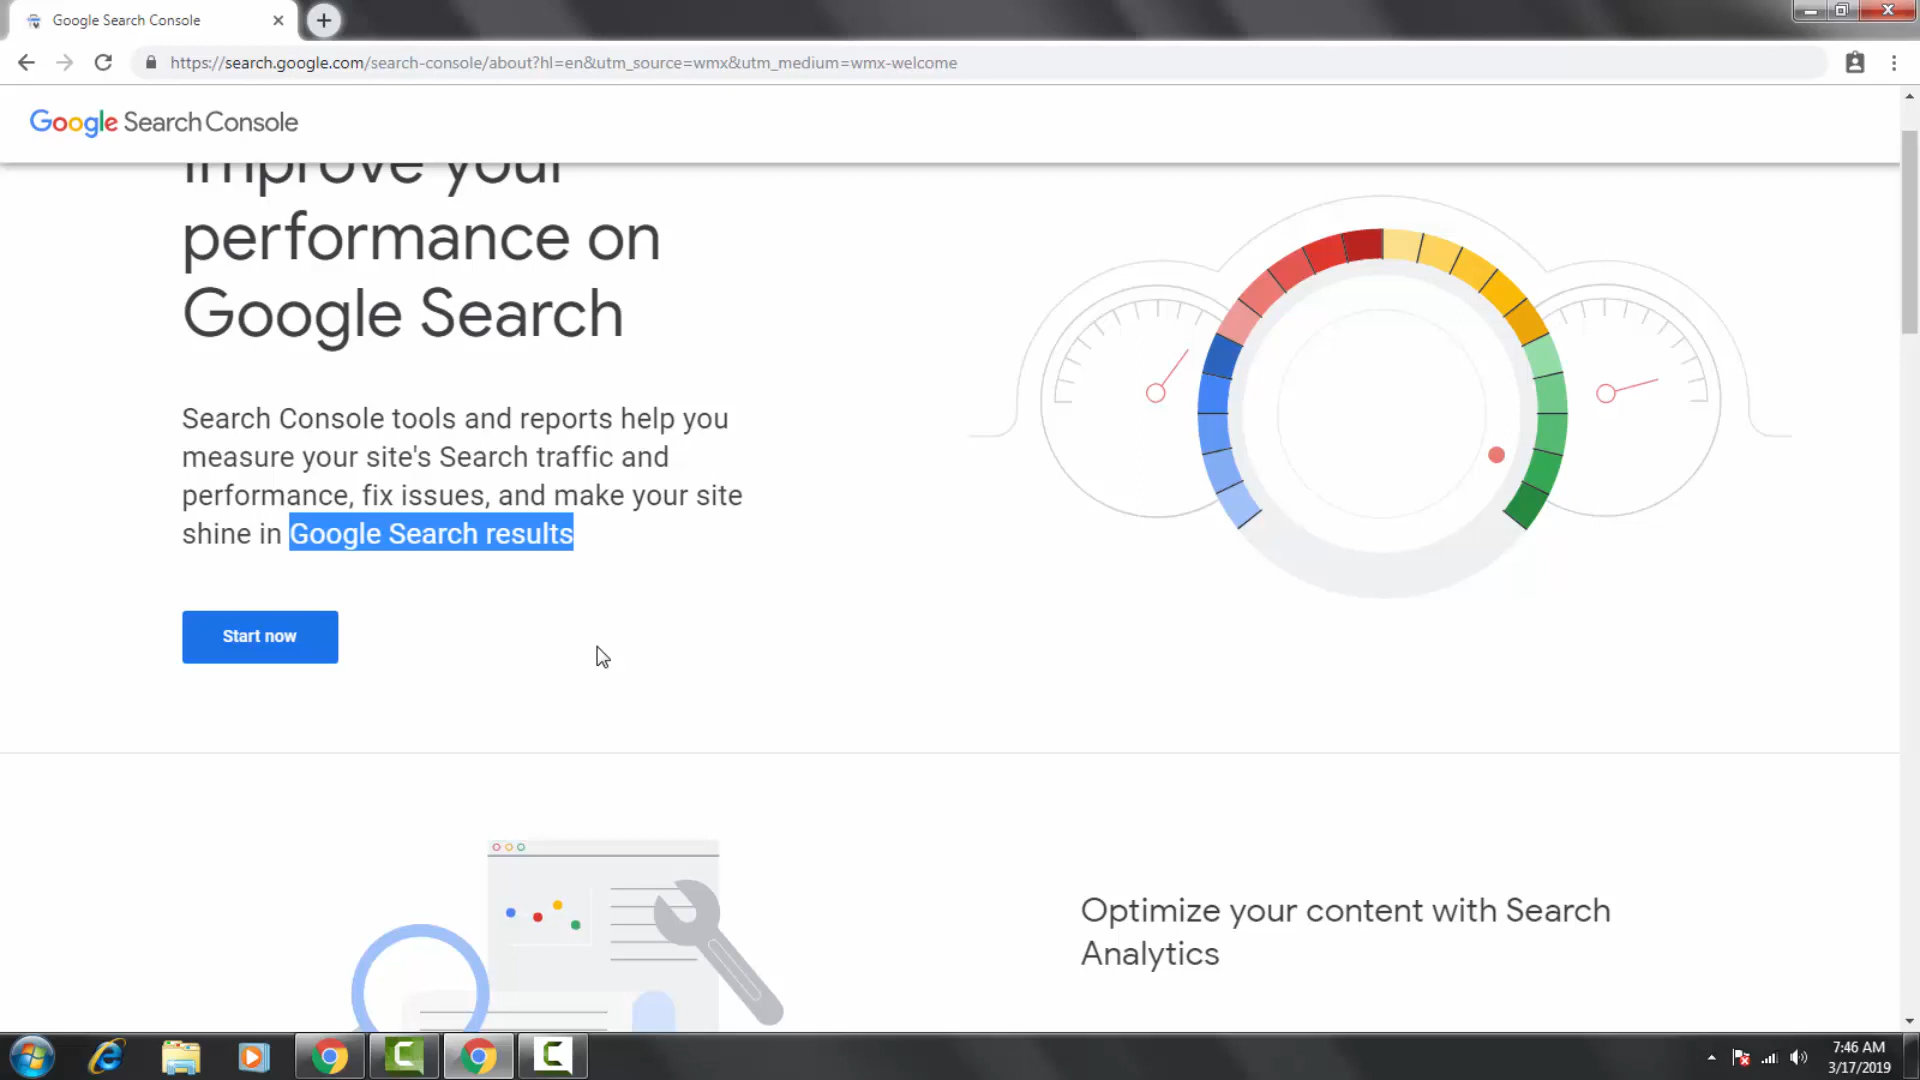 Google Search Console
https://search.google.com/search-console/about?hl=en&utm_source=wmx&utm_medium=wmx-welcome
Google Search Console
Improve your
performance on
Google Search
Search Console tools and reports help you
measure your site's Search traffic and
performance, fix issues, and make your site
shine in Google Search results
Start now
Optimize your content with Search
Analytics
7:46 AM
3/17/2019